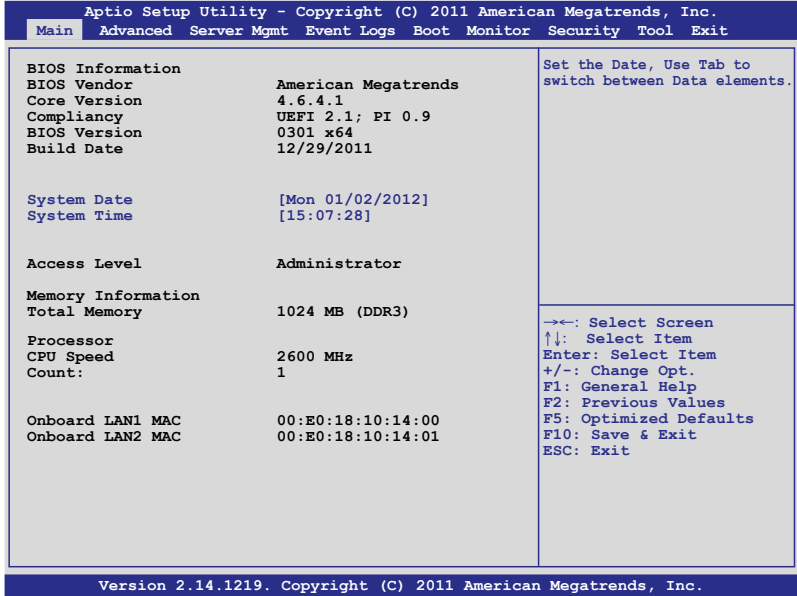 Aptio Setup Utility - Copyright (C) 2011 American Megatrends, Inc.
Main Advanced Server Mgmt Event Logs Boot Monitor Security Tool Exit
BIOS Information
BIOS Vendor American Megatrends
Core Version 4.6.4.1
Compliancy UEFI 2.1; PI 0.9
BIOS Version 0301 x64
Build Date 12/29/2011
System Date [Mon 01/02/2012]
System Time [15:07:28]
Access Level Administrator
Memory Information
Total Memory 1024 MB (DDR3)
Processor
CPU Speed 2600 MHz
Count: 1
Onboard LAN1 MAC 00:E0:18:10:14:00
Onboard LAN2 MAC 00:E0:18:10:14:01
Set the Date, Use Tab to
switch between Data elements.
→←: Select Screen
↑↓: Select Item
Enter: Select Item
+/-: Change Opt.
F1: General Help
F2: Previous Values
F5: Optimized Defaults
F10: Save & Exit
ESC: Exit
Version 2.14.1219. Copyright (C) 2011 American Megatrends, Inc.